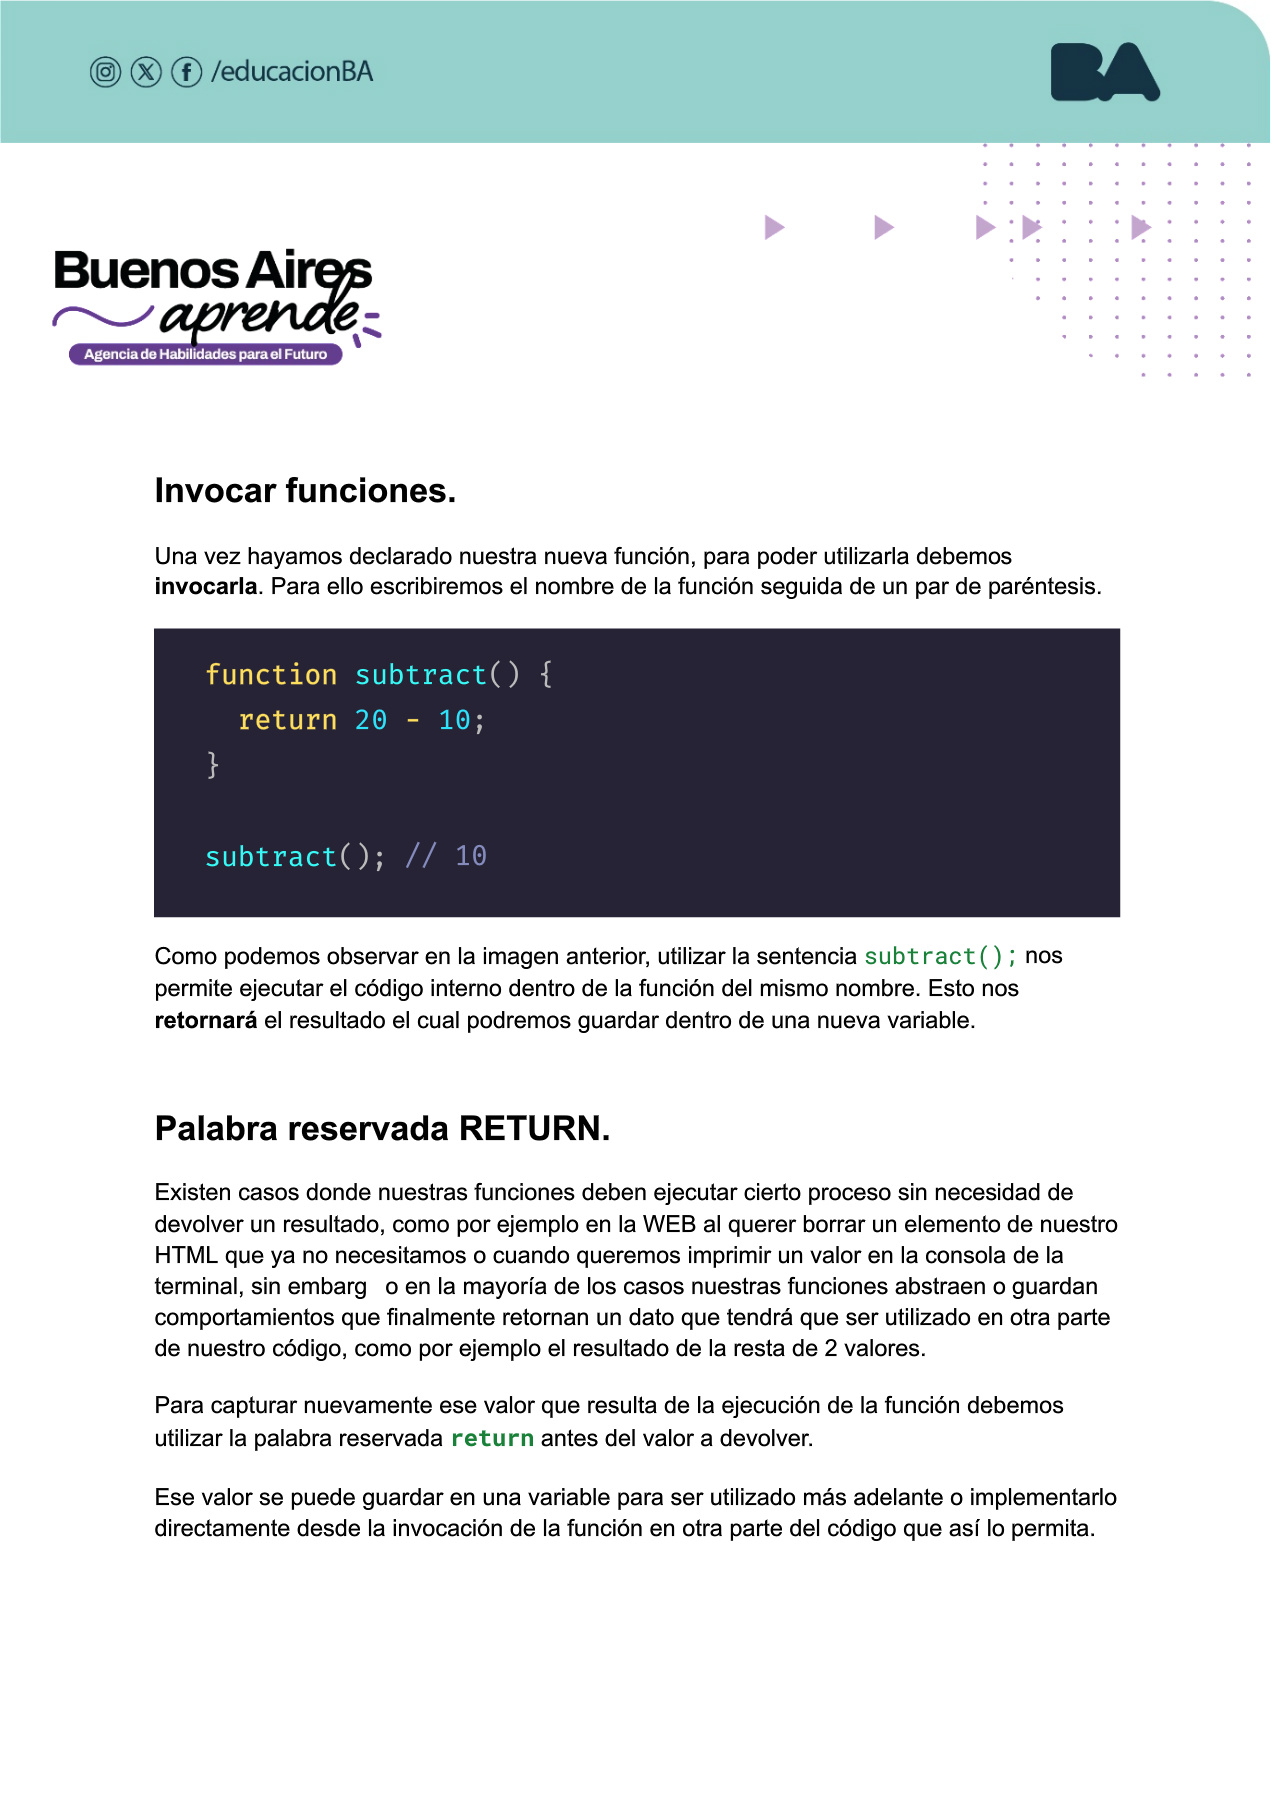 /educacionBA
BA
Buenos Aires
aprende
Agencia de Habilidades para el Futuro
Invocar funciones.
Una vez hayamos declarado nuestra nueva función, para poder utilizarla debemos
invocarla. Para ello escribiremos el nombre de la función seguida de un par de paréntesis.
function subtract() {
  return 20 - 10;
}
subtract(); // 10
Como podemos observar en la imagen anterior, utilizar la sentencia subtract(); nos
permite ejecutar el código interno dentro de la función del mismo nombre. Esto nos
retornará el resultado el cual podremos guardar dentro de una nueva variable.
Palabra reservada RETURN.
Existen casos donde nuestras funciones deben ejecutar cierto proceso sin necesidad de
devolver un resultado, como por ejemplo en la WEB al querer borrar un elemento de nuestro
HTML que ya no necesitamos o cuando queremos imprimir un valor en la consola de la
terminal, sin embarg o en la mayoría de los casos nuestras funciones abstraen o guardan
comportamientos que finalmente retornan un dato que tendrá que ser utilizado en otra parte
de nuestro código, como por ejemplo el resultado de la resta de 2 valores.
Para capturar nuevamente ese valor que resulta de la ejecución de la función debemos
utilizar la palabra reservada return antes del valor a devolver.
Ese valor se puede guardar en una variable para ser utilizado más adelante o implementarlo
directamente desde la invocación de la función en otra parte del código que así lo permita.